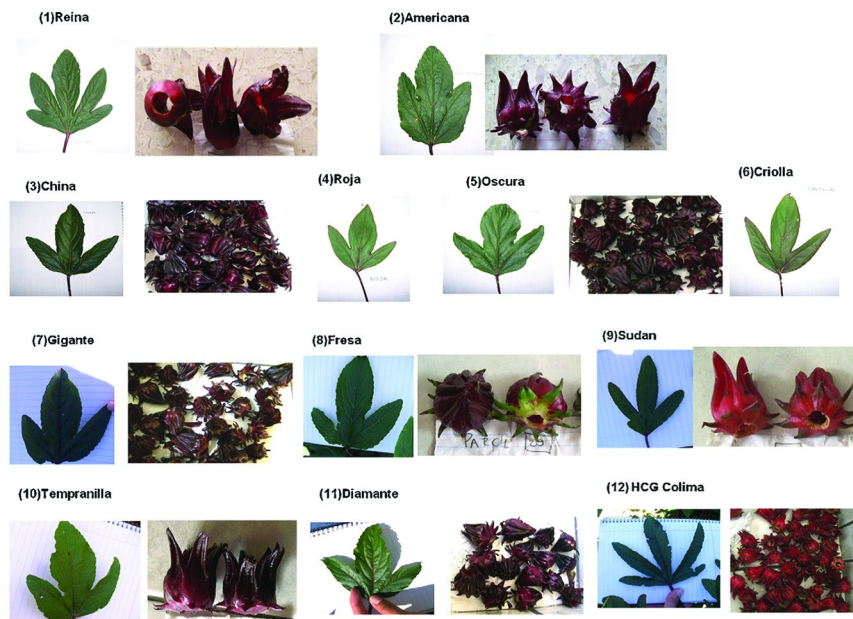 (1)Reina
(2)Americana
(3)China
(4)Roja
(5)Oscura
(6)Criolla
(7)Gigante
(8)Fresa
(9)Sudan
PARCL
(10)Tempranilla
(11)Diamante
(12) HCG Colima